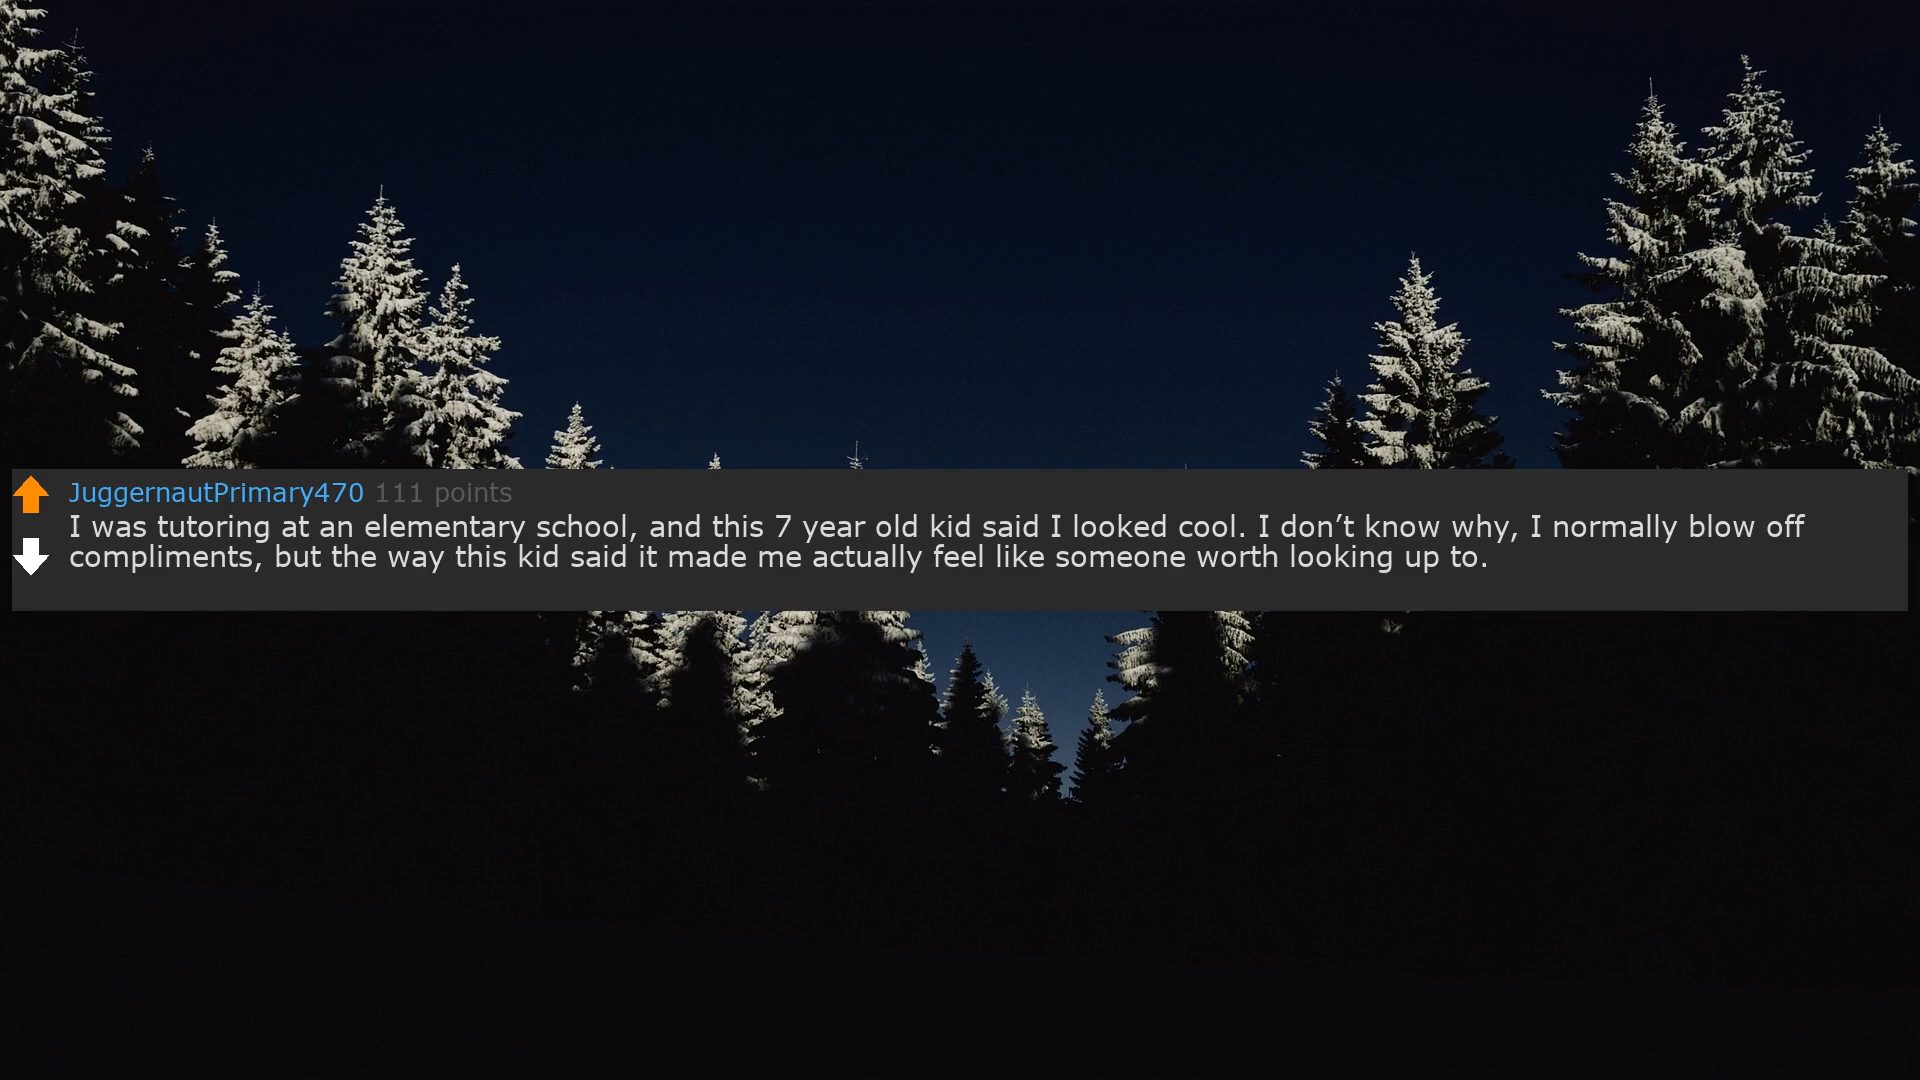 JuggernautPrimary470 111 points
I was tutoring at an elementary school, and this 7 year old kid said I looked cool. I don’t know why, I normally blow off
compliments, but the way this kid said it made me actually feel like someone worth looking up to.